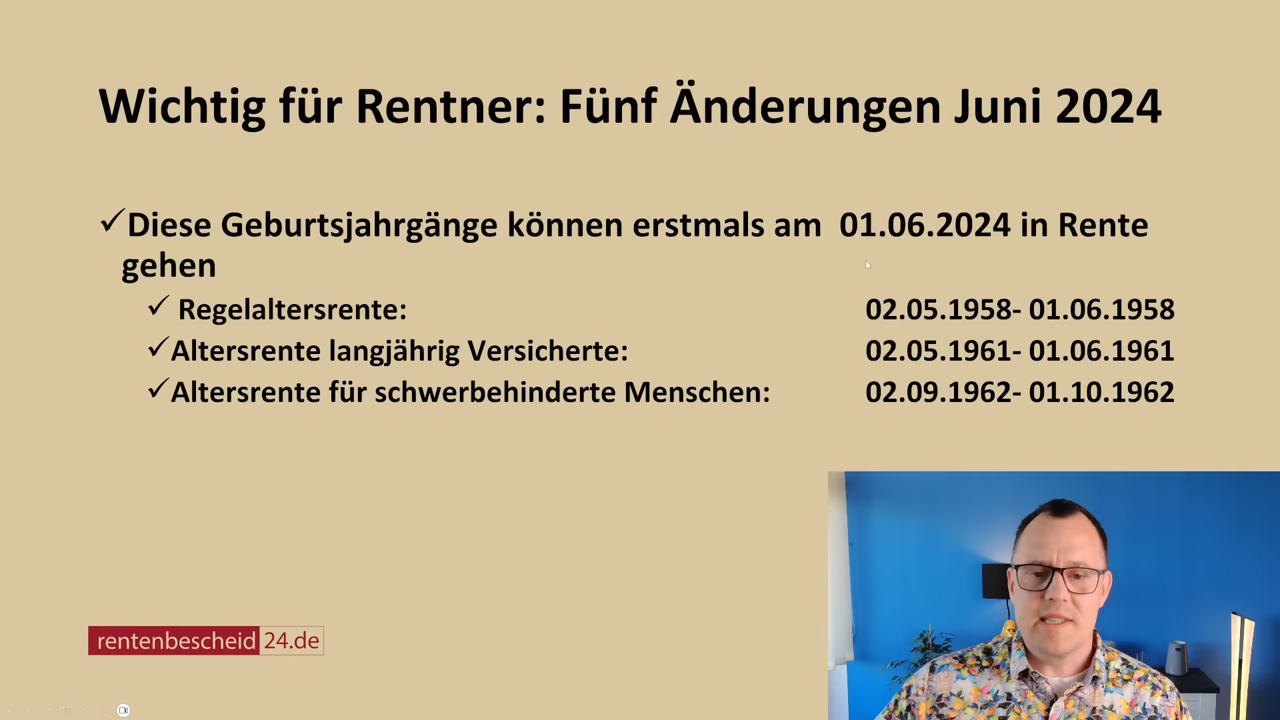 Wichtig für Rentner: Fünf Änderungen Juni 2024
✓Diese Geburtsjahrgänge können erstmals am 01.06.2024 in Rente
gehen
✓ Regelaltersrente: 02.05.1958- 01.06.1958
✓Altersrente langjährig Versicherte: 02.05.1961- 01.06.1961
✓Altersrente für schwerbehinderte Menschen: 02.09.1962- 01.10.1962
rentenbescheid 24.de